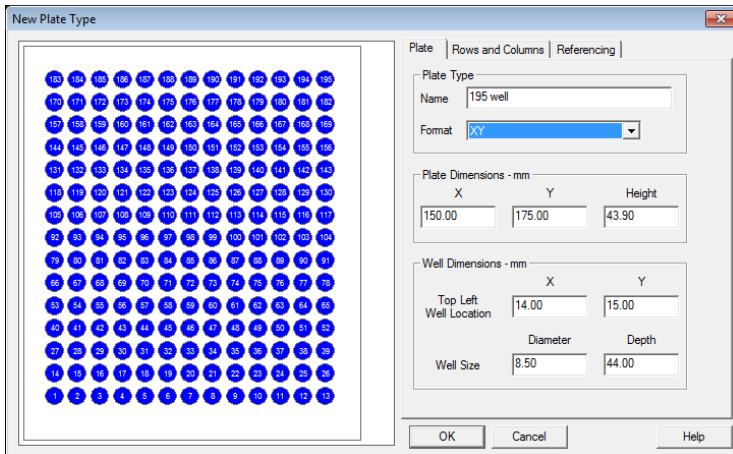 New Plate Type
183 184 185 186 187 188 189 190 191 192 193 194 195
170 171 172 173 174 175 176 177 178 179 180 181 182
157 158 159 160 161 162 163 164 165 166 167 168 169
144 145 146 147 148 149 150 151 152 153 154 155 156
131 132 133 134 135 136 137 138 139 140 141 142 143
118 119 120 121 122 123 124 125 126 127 128 129 130
105 106 107 108 109 110 111 112 113 114 115 116 117
92 93 94 95 96 97 98 99 100 101 102 103 104
79 80 81 82 83 84 85 86 87 88 89 90 91
66 67 68 69 70 71 72 73 74 75 76 77 78
53 54 55 56 57 58 59 60 61 62 63 64 65
40 41 42 43 44 45 46 47 48 49 50 51 52
27 28 29 30 31 32 33 34 35 36 37 38 39
14 15 16 17 18 19 20 21 22 23 24 25 26
1 2 3 4 5 6 7 8 9 10 11 12 13
Plate Rows and Columns Referencing
Plate Type
Name 195 well
Format XY
Plate Dimensions - mm
X Y Height
150.00 175.00 43.90
Well Dimensions - mm
X Y
Top Left
Well Location 14.00 15.00
Diameter Depth
Well Size 8.50 44.00
OK Cancel Help